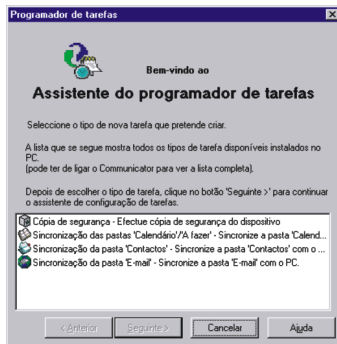 Programador de tarefas
Bem-vindo ao
Assistente do programador de tarefas
Seleccione o tipo de nova tarefa que pretende criar.
A lista que se segue mostra todos os tipos de tarefa disponíveis instalados no
PC.
(pode ter de ligar o Communicator para ver a lista completa).
Depois de escolher o tipo de tarefa, clique no botão 'Seguinte >' para continuar
o assistente de configuração de tarefas.
Cópia de segurança - Efectue cópia de segurança do dispositivo
Sincronização das pastas 'Calendário'/'A fazer' - Sincronize a pasta 'Calend...
Sincronização da pasta 'Contactos' - Sincronize a pasta 'Contactos' com o ...
Sincronização da pasta 'E-mail' - Sincronize a pasta 'E-mail' com o PC.
< Anterior Seguinte > Cancelar Ajuda